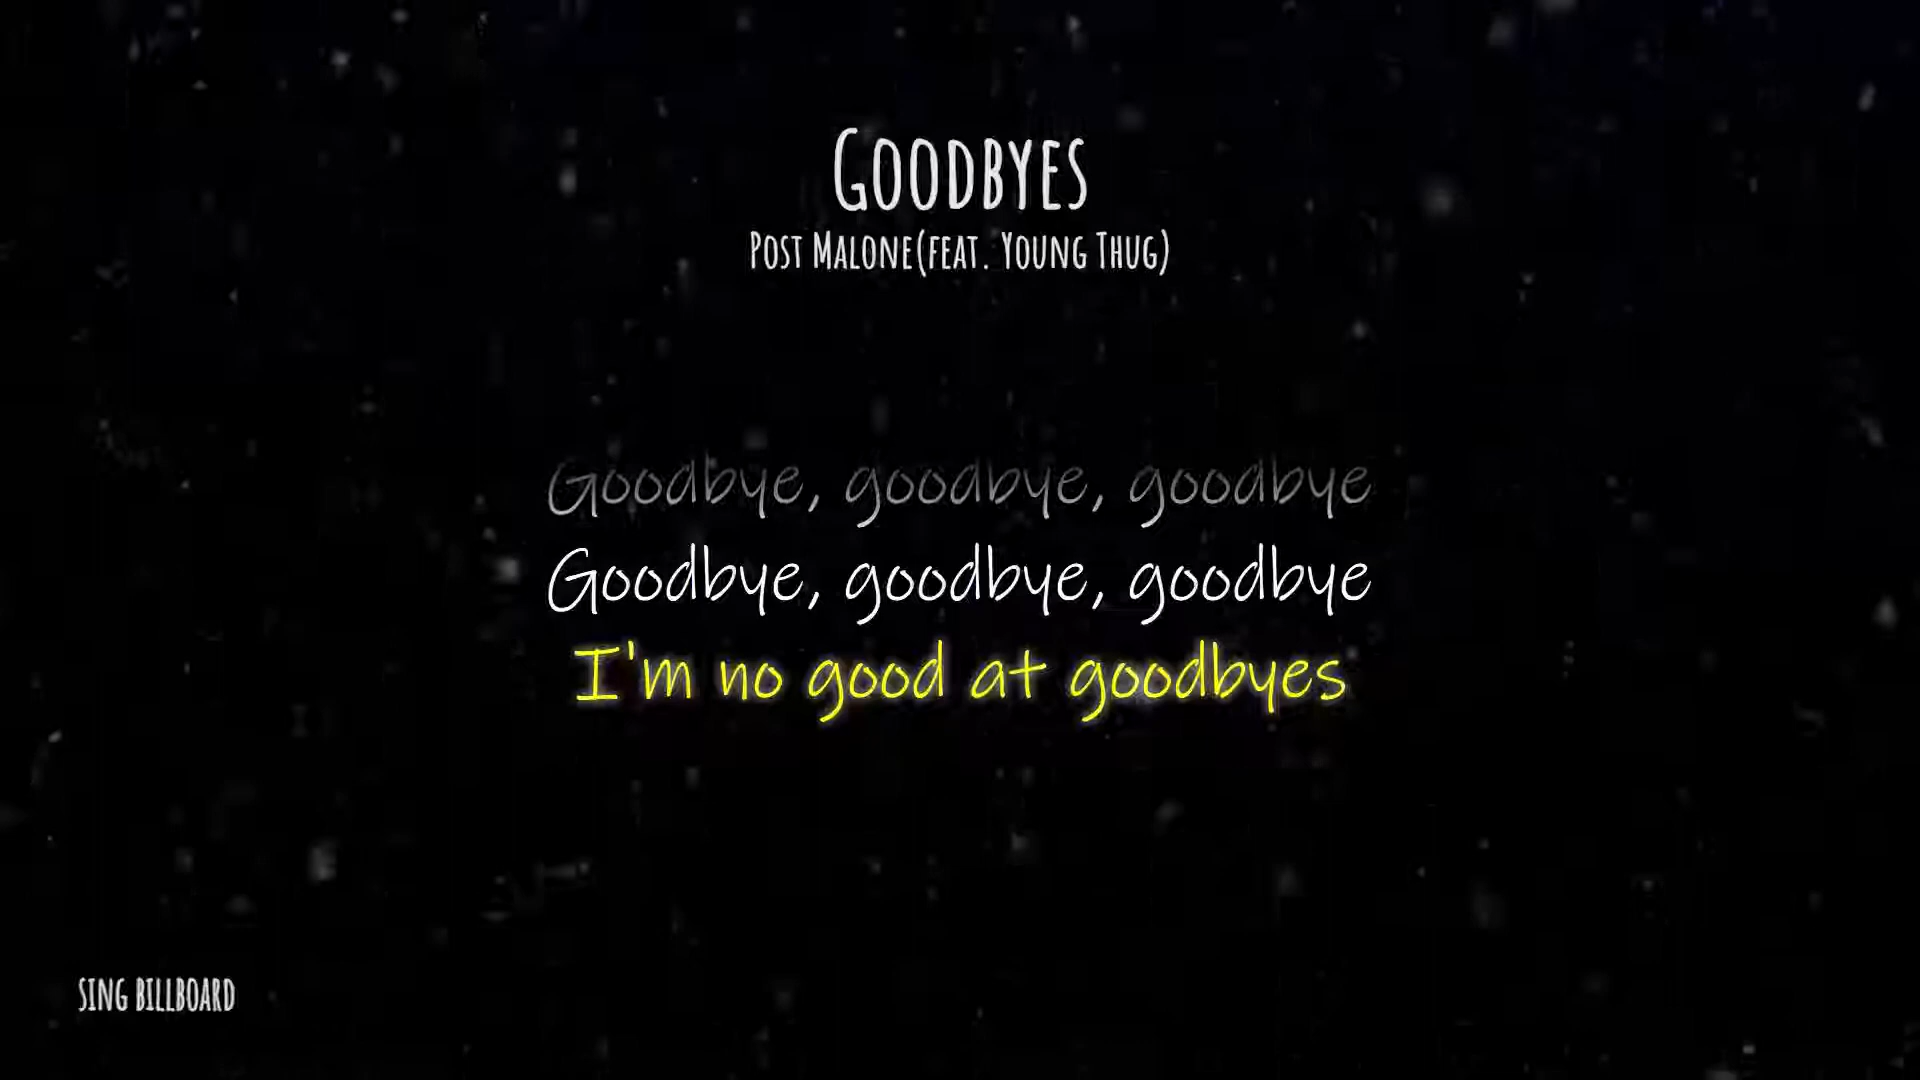 GOODBYES
POST MALONE(FEAT. YOUNG THUG)
Goodbye, goodbye, goodbye
Goodbye, goodbye, goodbye
I'm no good at goodbyes
SING BILLBOARD